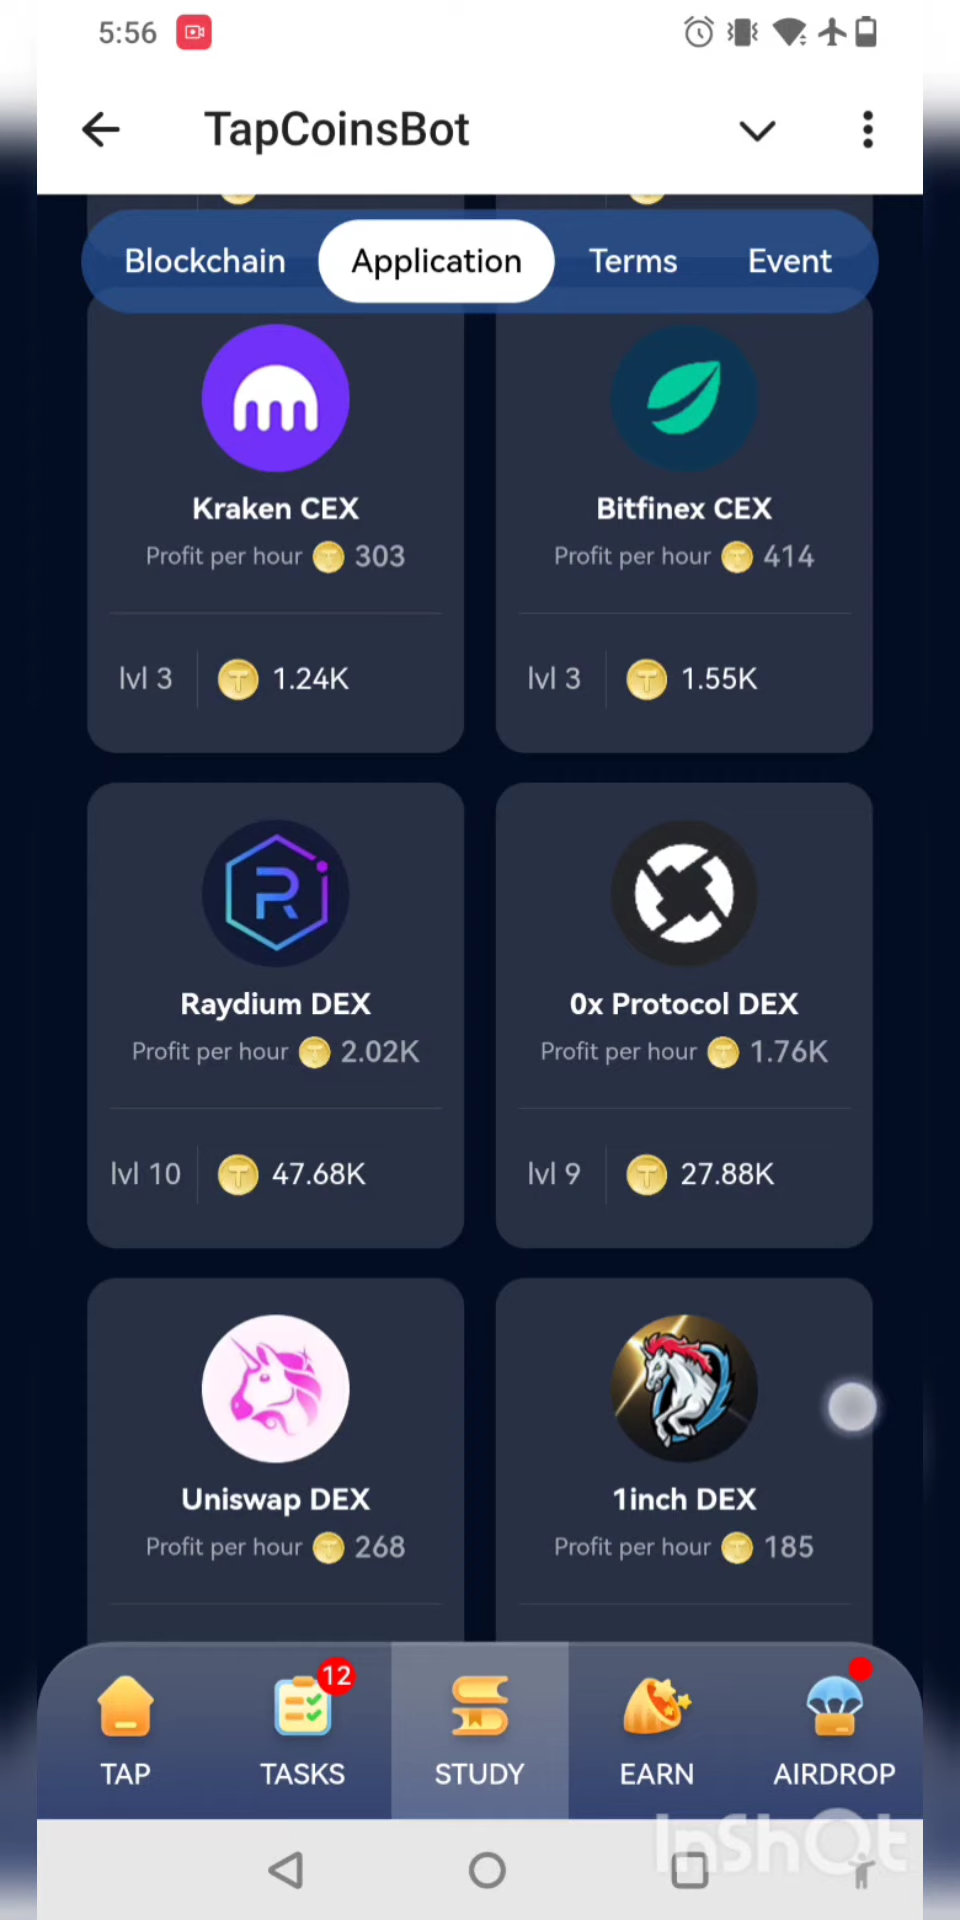 5:56
TapCoinsBot
Blockchain Application Terms Event
Kraken CEX
Profit per hour 303
lvl 3 1.24K
Bitfinex CEX
Profit per hour 414
lvl 3 1.55K
Raydium DEX
Profit per hour 2.02K
lvl 10 47.68K
0x Protocol DEX
Profit per hour 1.76K
lvl 9 27.88K
Uniswap DEX
Profit per hour 268
1inch DEX
Profit per hour 185
12
TAP TASKS STUDY EARN AIRDROP
InShOt